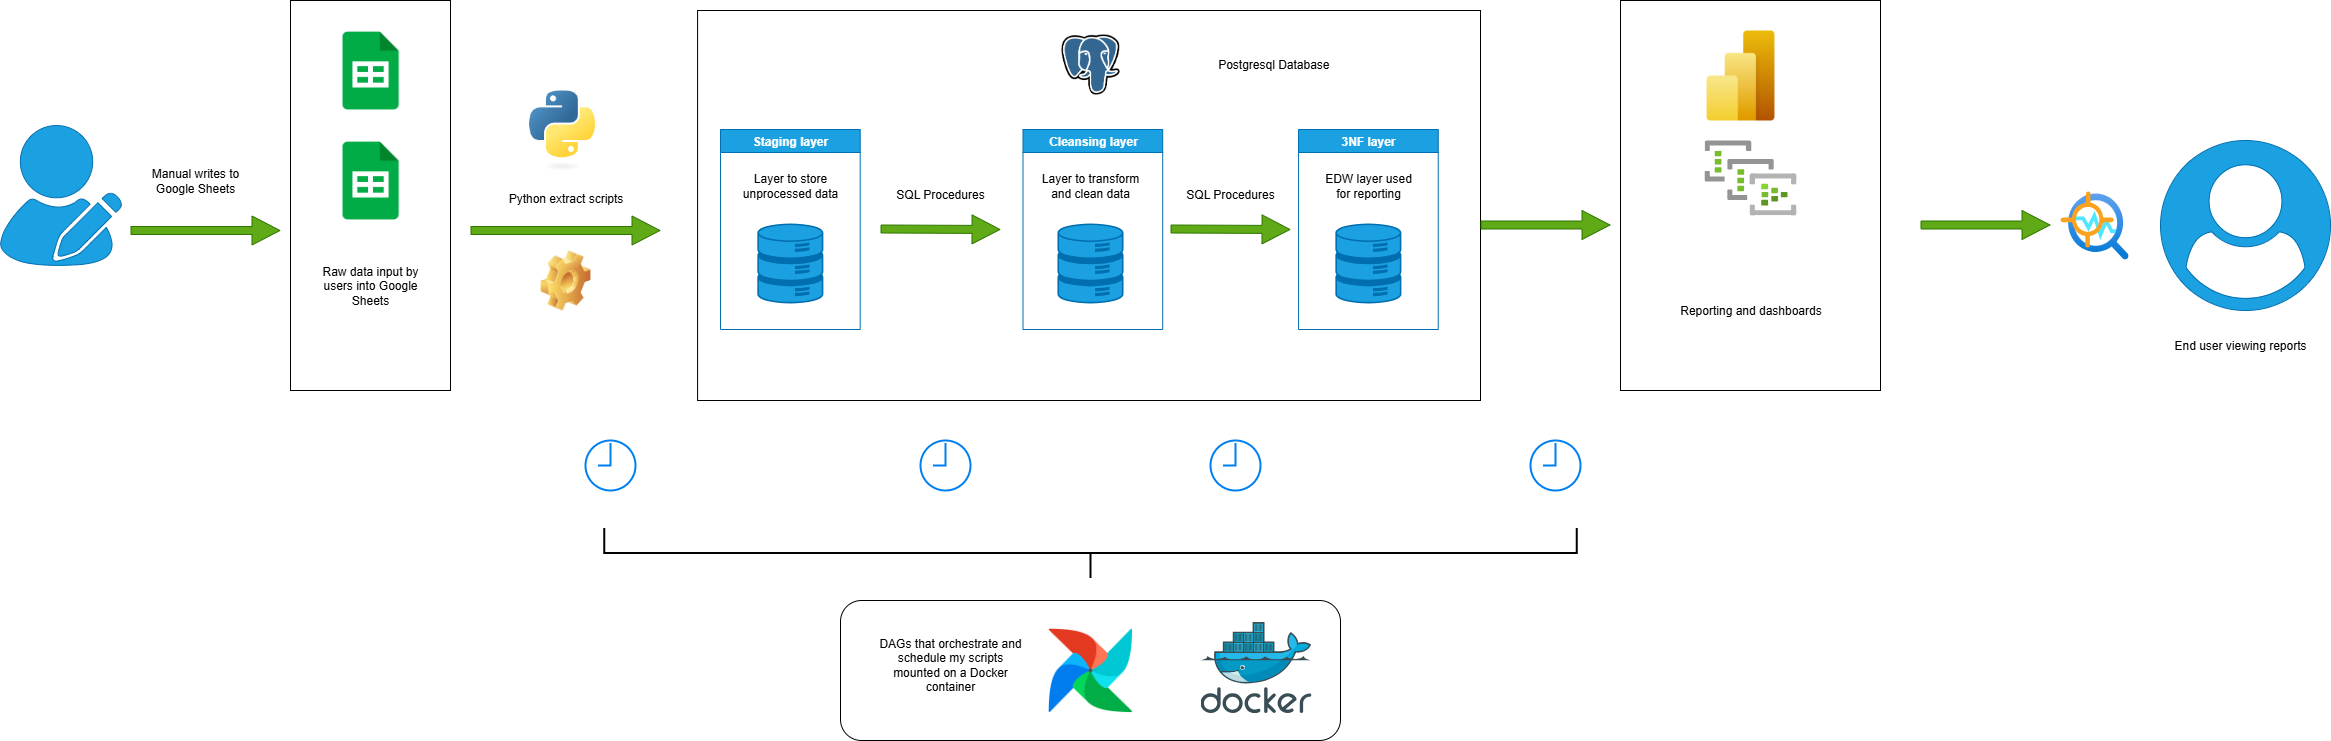 Manual writes to
Google Sheets
Raw data input by
users into Google
Sheets
Python extract scripts
Postgresql Database
Staging layer
Layer to store
unprocessed data
SQL Procedures
Cleansing layer
Layer to transform
and clean data
SQL Procedures
3NF layer
EDW layer used
for reporting
Reporting and dashboards
End user viewing reports
DAGs that orchestrate and
schedule my scripts
mounted on a Docker
container
docker